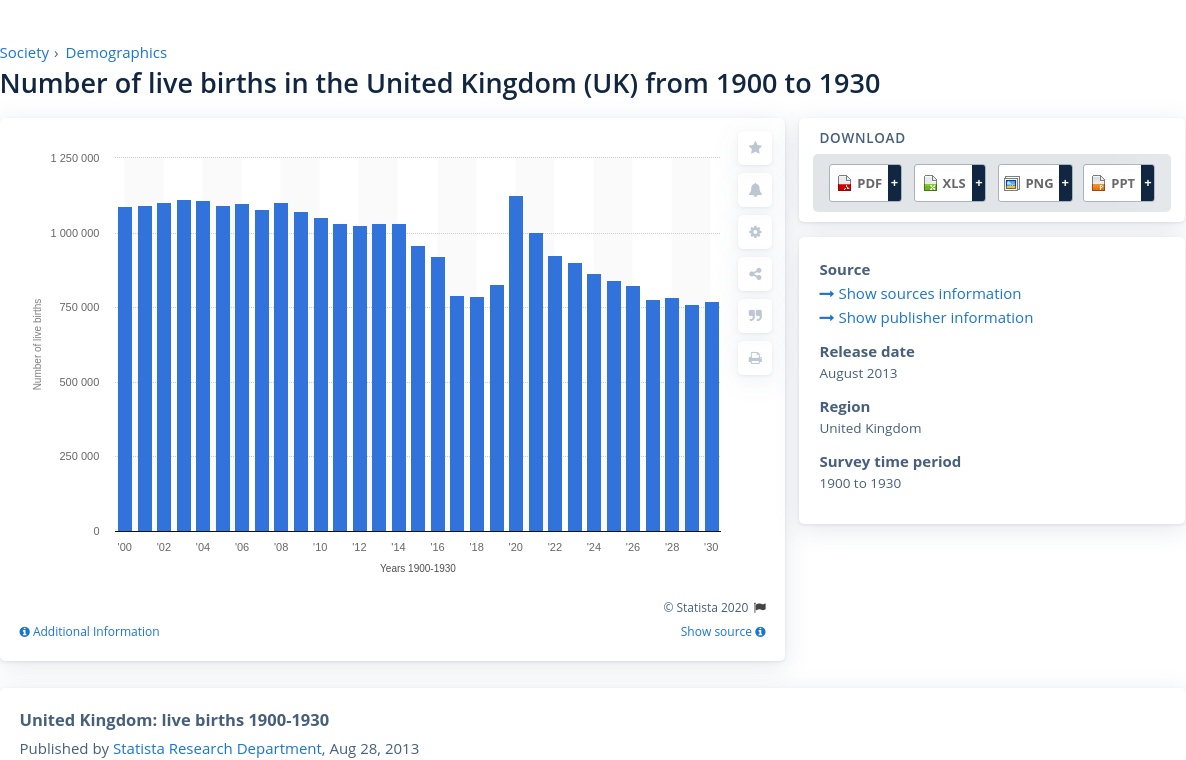 Society › Demographics
Number of live births in the United Kingdom (UK) from 1900 to 1930
1 250 000
1 000 000
750 000
500 000
250 000
0
Number of live births
'00 '02 '04 '06 '08 '10 '12 '14 '16 '18 '20 '22 '24 '26 '28 '30
Years 1900-1930
© Statista 2020
Additional Information
Show source
DOWNLOAD
PDF + XLS + PNG + PPT +
Source
Show sources information
Show publisher information
Release date
August 2013
Region
United Kingdom
Survey time period
1900 to 1930
United Kingdom: live births 1900-1930
Published by Statista Research Department, Aug 28, 2013